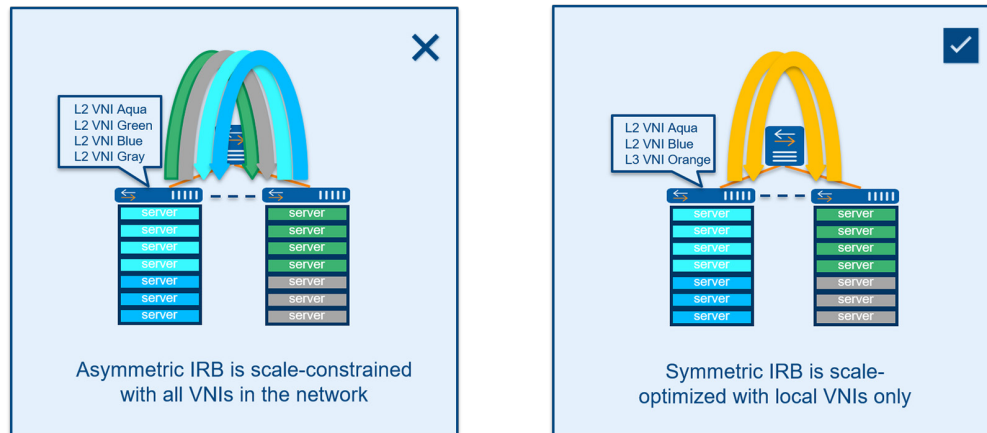 L2 VNI Aqua
L2 VNI Green
L2 VNI Blue
L2 VNI Gray
server
server
server
server
server
server
server
server
server
server
server
server
server
server
Asymmetric IRB is scale-constrained
with all VNIs in the network
L2 VNI Aqua
L2 VNI Blue
L3 VNI Orange
server
server
server
server
server
server
server
server
server
server
server
server
server
server
Symmetric IRB is scale-
optimized with local VNIs only